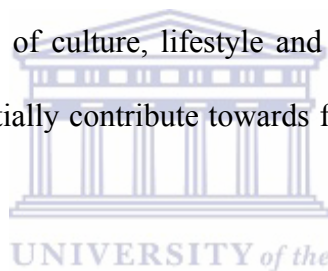 of culture, lifestyle and
tially contribute towards f
UNIVERSITY of the